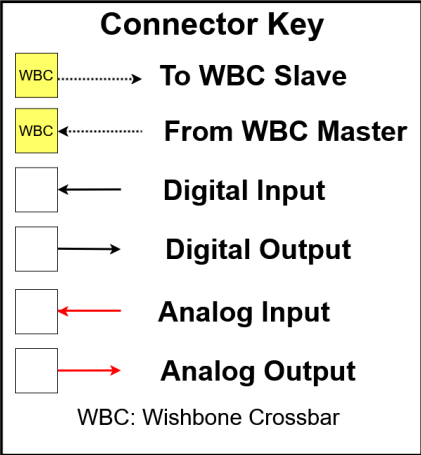 Connector Key
WBC To WBC Slave
WBC From WBC Master
Digital Input
Digital Output
Analog Input
Analog Output
WBC: Wishbone Crossbar